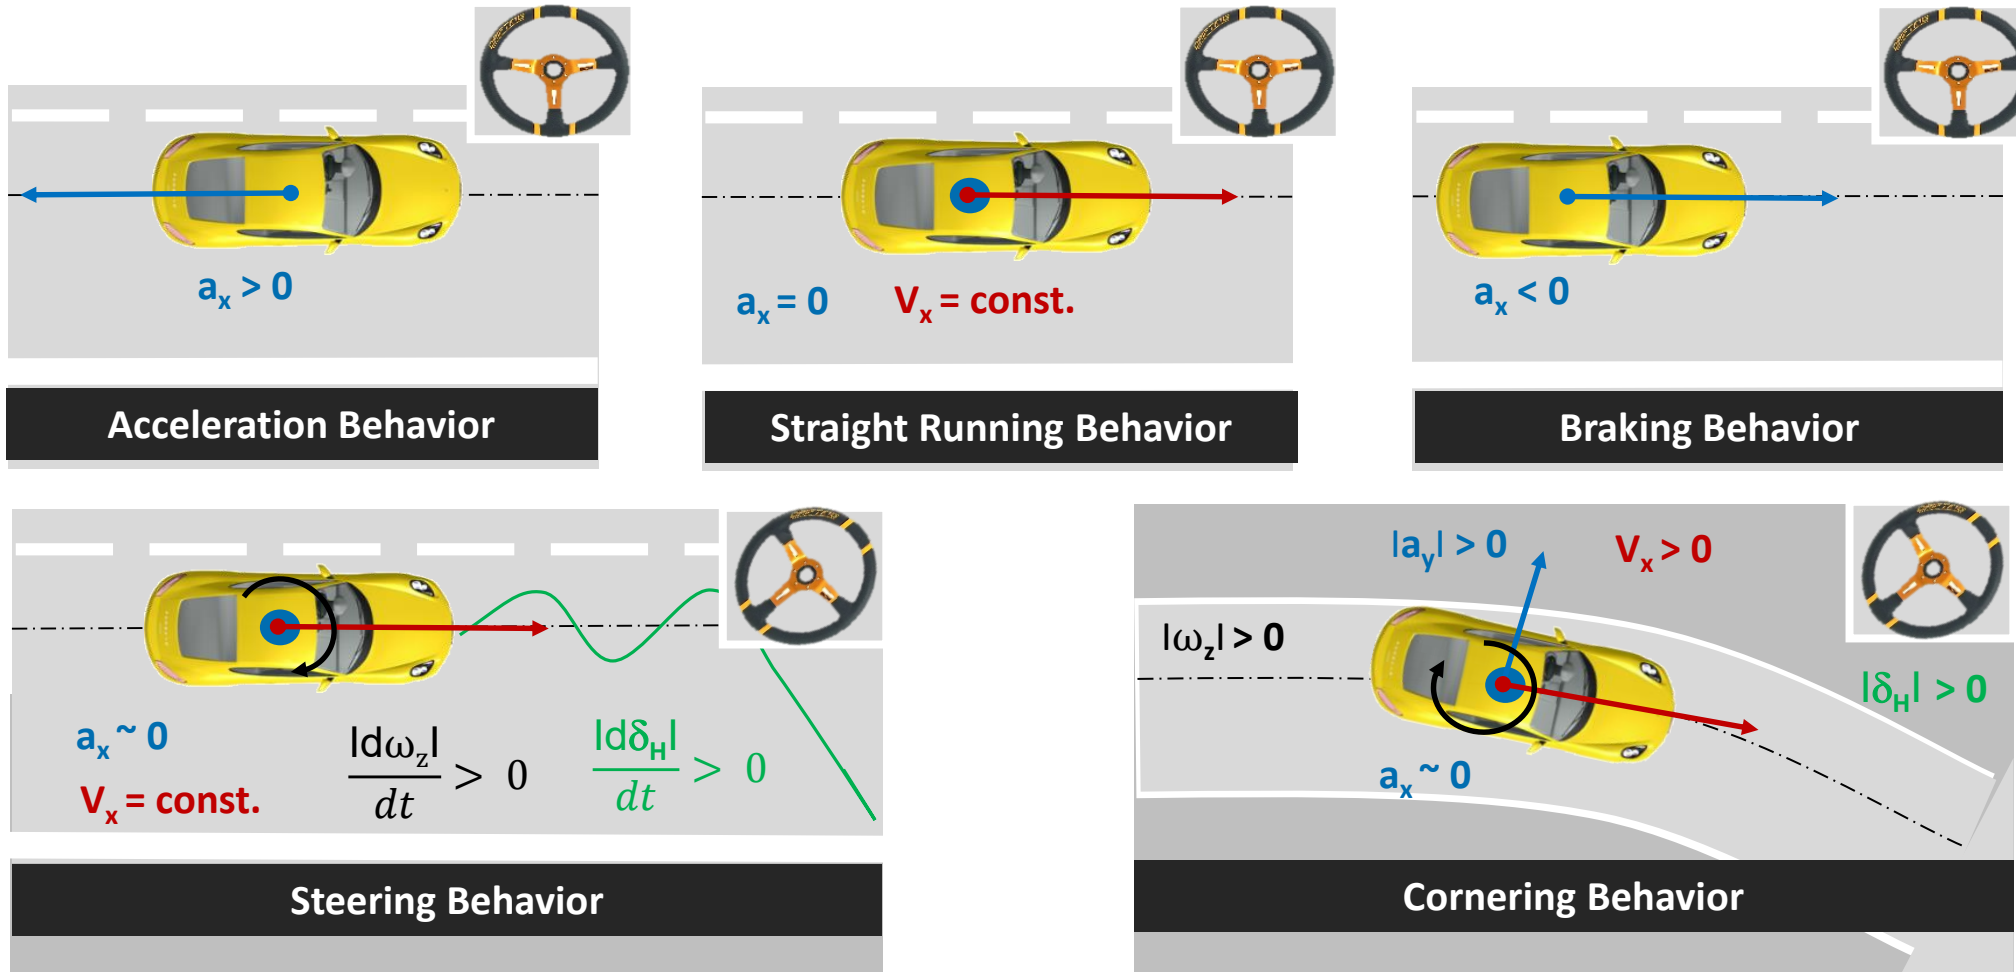 aₓ > 0
Acceleration Behavior
aₓ = 0
Vₓ = const.
Straight Running Behavior
aₓ < 0
Braking Behavior
aₓ ~ 0
Vₓ = const.
|dω_z|
dt
> 0
|dδ_H|
dt
> 0
Steering Behavior
|a_y| > 0
Vₓ > 0
|ω_z| > 0
|δ_H| > 0
aₓ ~ 0
Cornering Behavior